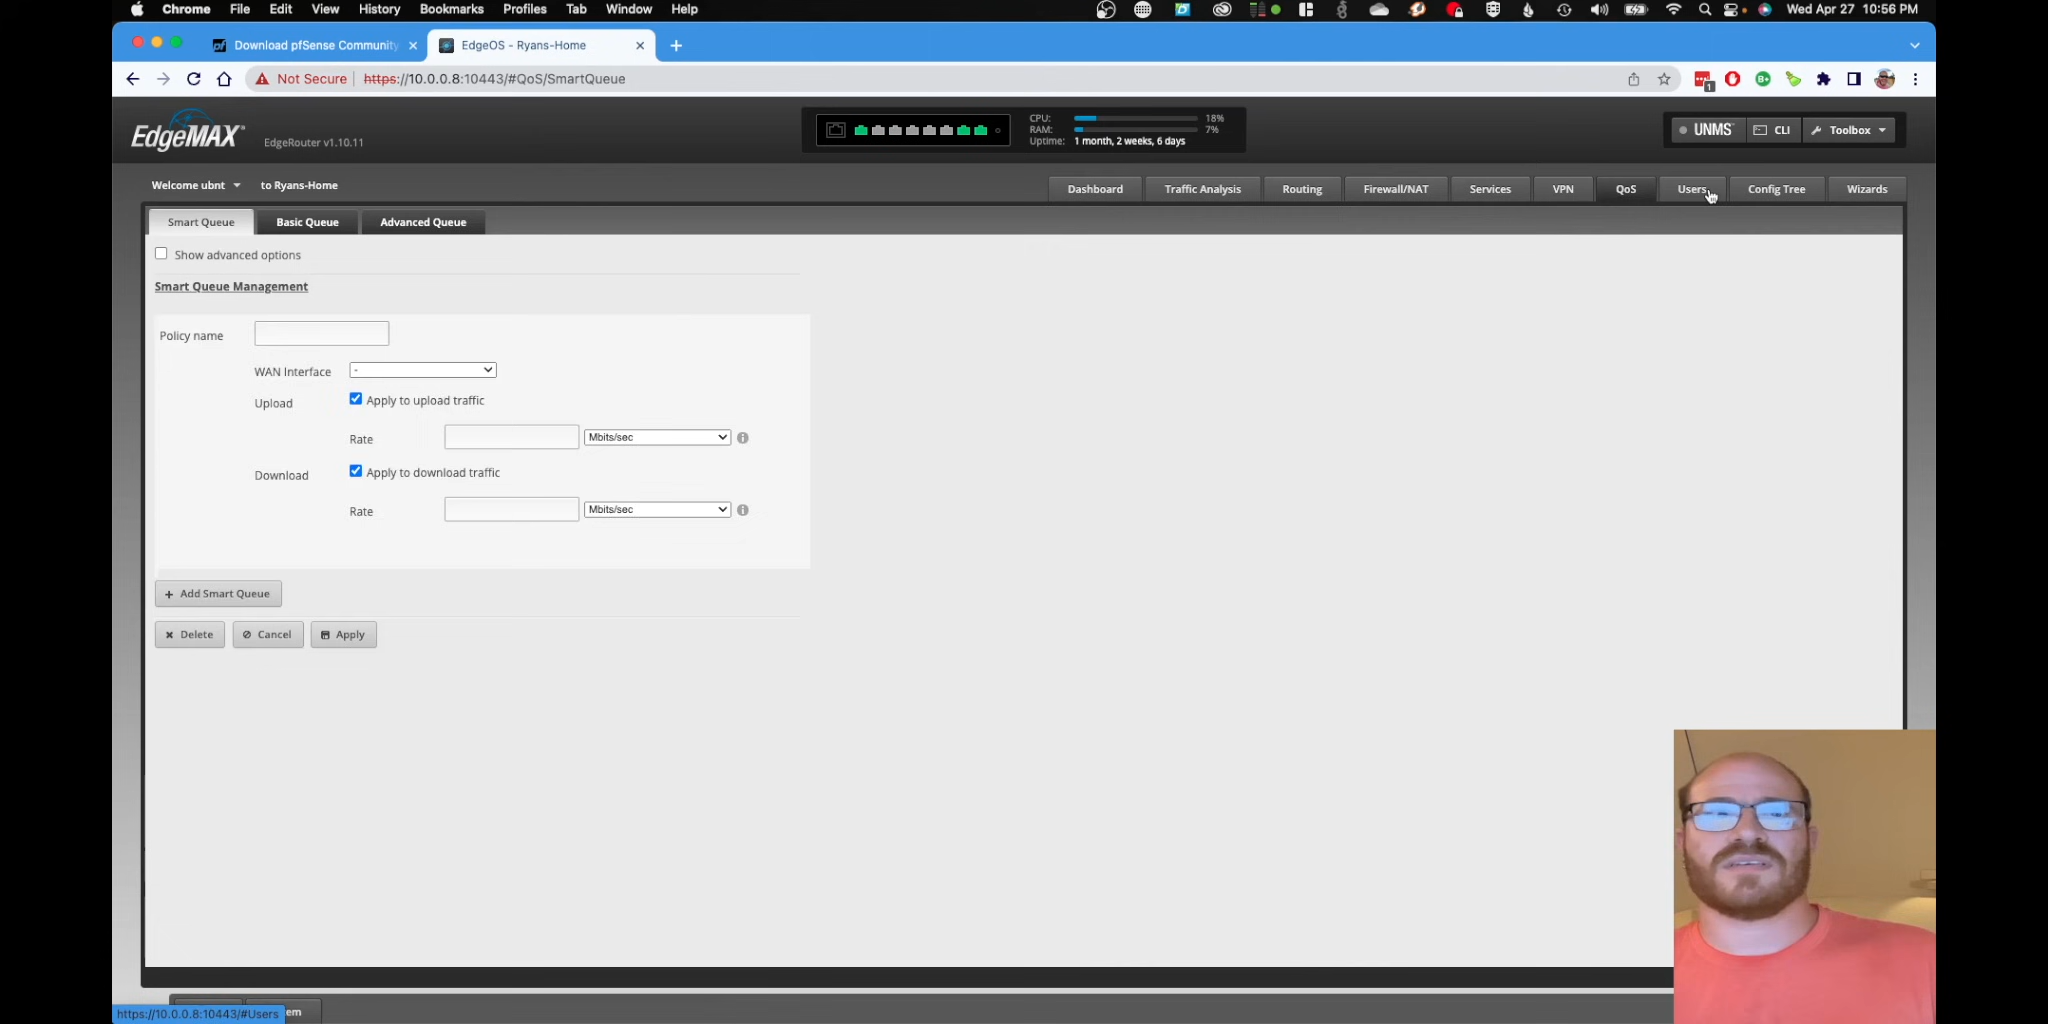 Chrome File Edit View History Bookmarks Profiles Tab Window Help Wed Apr 27 10:56 PM
Download pfSense Community
EdgeOS - Ryans-Home
Not Secure https://10.0.0.8:10443/#QoS/SmartQueue
1
EdgeMAX
EdgeRouter v1.10.11
CPU: 18%
RAM: 7%
Uptime: 1 month, 2 weeks, 6 days
UNMS CLI Toolbox
Welcome ubnt to Ryans-Home
Dashboard Traffic Analysis Routing Firewall/NAT Services VPN QoS Users Config Tree Wizards
Smart Queue Basic Queue Advanced Queue
Show advanced options
Smart Queue Management
Policy name
WAN Interface -
Upload Apply to upload traffic
Rate Mbits/sec
Download Apply to download traffic
Rate Mbits/sec
+ Add Smart Queue
Delete Cancel Apply
https://10.0.0.8:10443/#Users